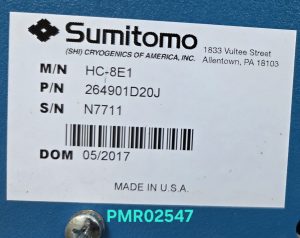 Sumitomo
(SHI) CRYOGENICS OF AMERICA, INC.
1833 Vultee Street
Allentown, PA 18103
M/N HC-8E1
P/N 264901D20J
S/N N7711
DOM 05/2017
MADE IN U.S.A.
PMR02547